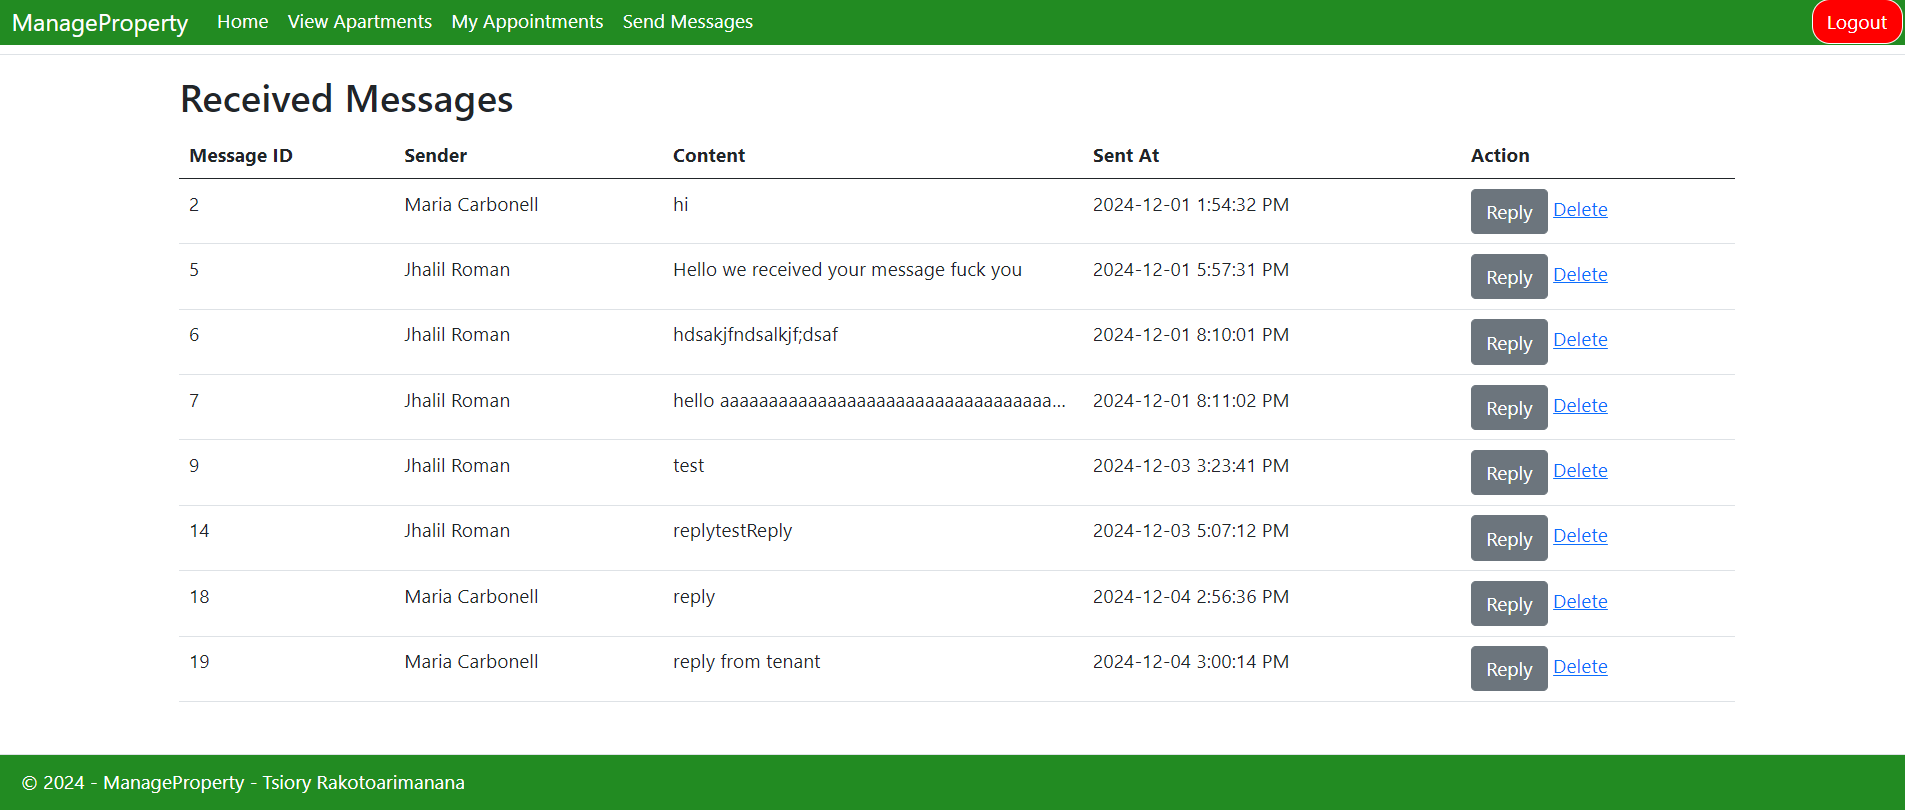 ManageProperty Home View Apartments My Appointments Send Messages Logout
Received Messages
Message ID Sender Content Sent At Action
2 Maria Carbonell hi 2024-12-01 1:54:32 PM Reply Delete
5 Jhalil Roman Hello we received your message fuck you 2024-12-01 5:57:31 PM Reply Delete
6 Jhalil Roman hdsakjfndsalkjf;dsaf 2024-12-01 8:10:01 PM Reply Delete
7 Jhalil Roman hello aaaaaaaaaaaaaaaaaaaaaaaaaaaaaaaaaa... 2024-12-01 8:11:02 PM Reply Delete
9 Jhalil Roman test 2024-12-03 3:23:41 PM Reply Delete
14 Jhalil Roman replytestReply 2024-12-03 5:07:12 PM Reply Delete
18 Maria Carbonell reply 2024-12-04 2:56:36 PM Reply Delete
19 Maria Carbonell reply from tenant 2024-12-04 3:00:14 PM Reply Delete
© 2024 - ManageProperty - Tsiory Rakotoarimanana